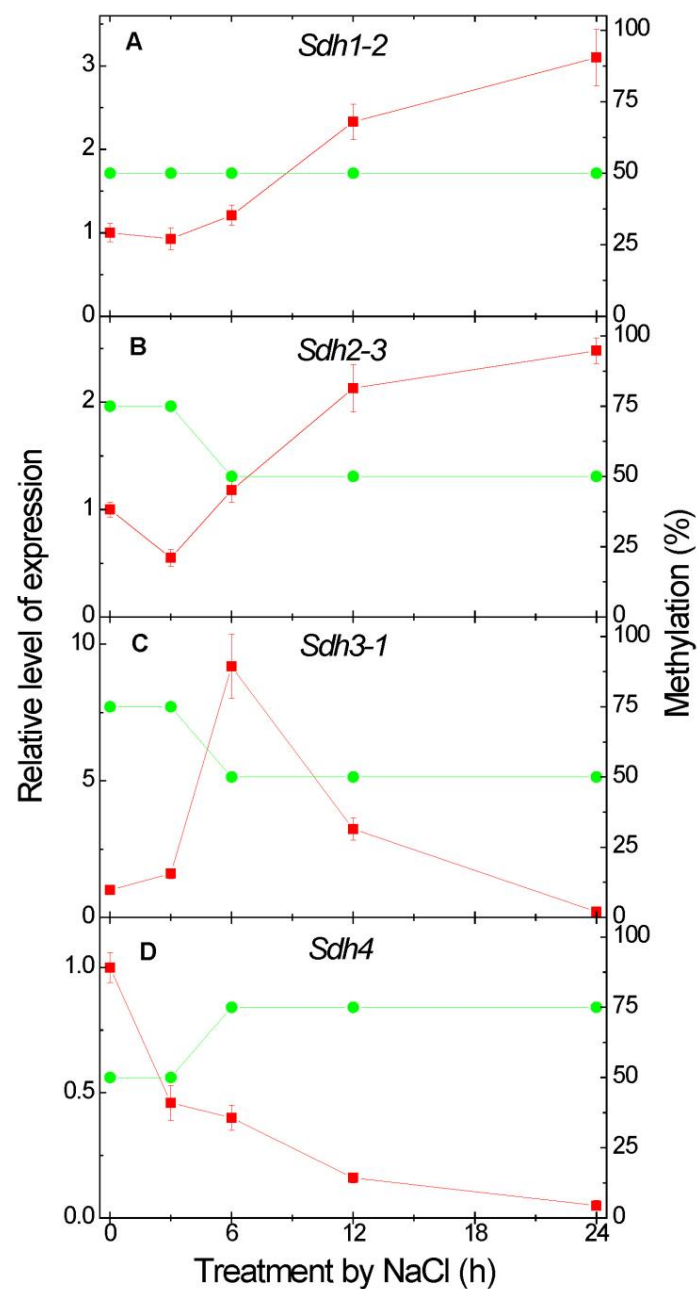 A
Sdh1-2
3
2
1
0
100
75
50
25
0
B
Sdh2-3
2
1
0
100
75
50
25
0
C
Sdh3-1
10
5
0
100
75
50
25
0
D
Sdh4
1.0
0.5
0.0
100
75
50
25
0
Relative level of expression
Methylation (%)
0 6 12 18 24
Treatment by NaCl (h)